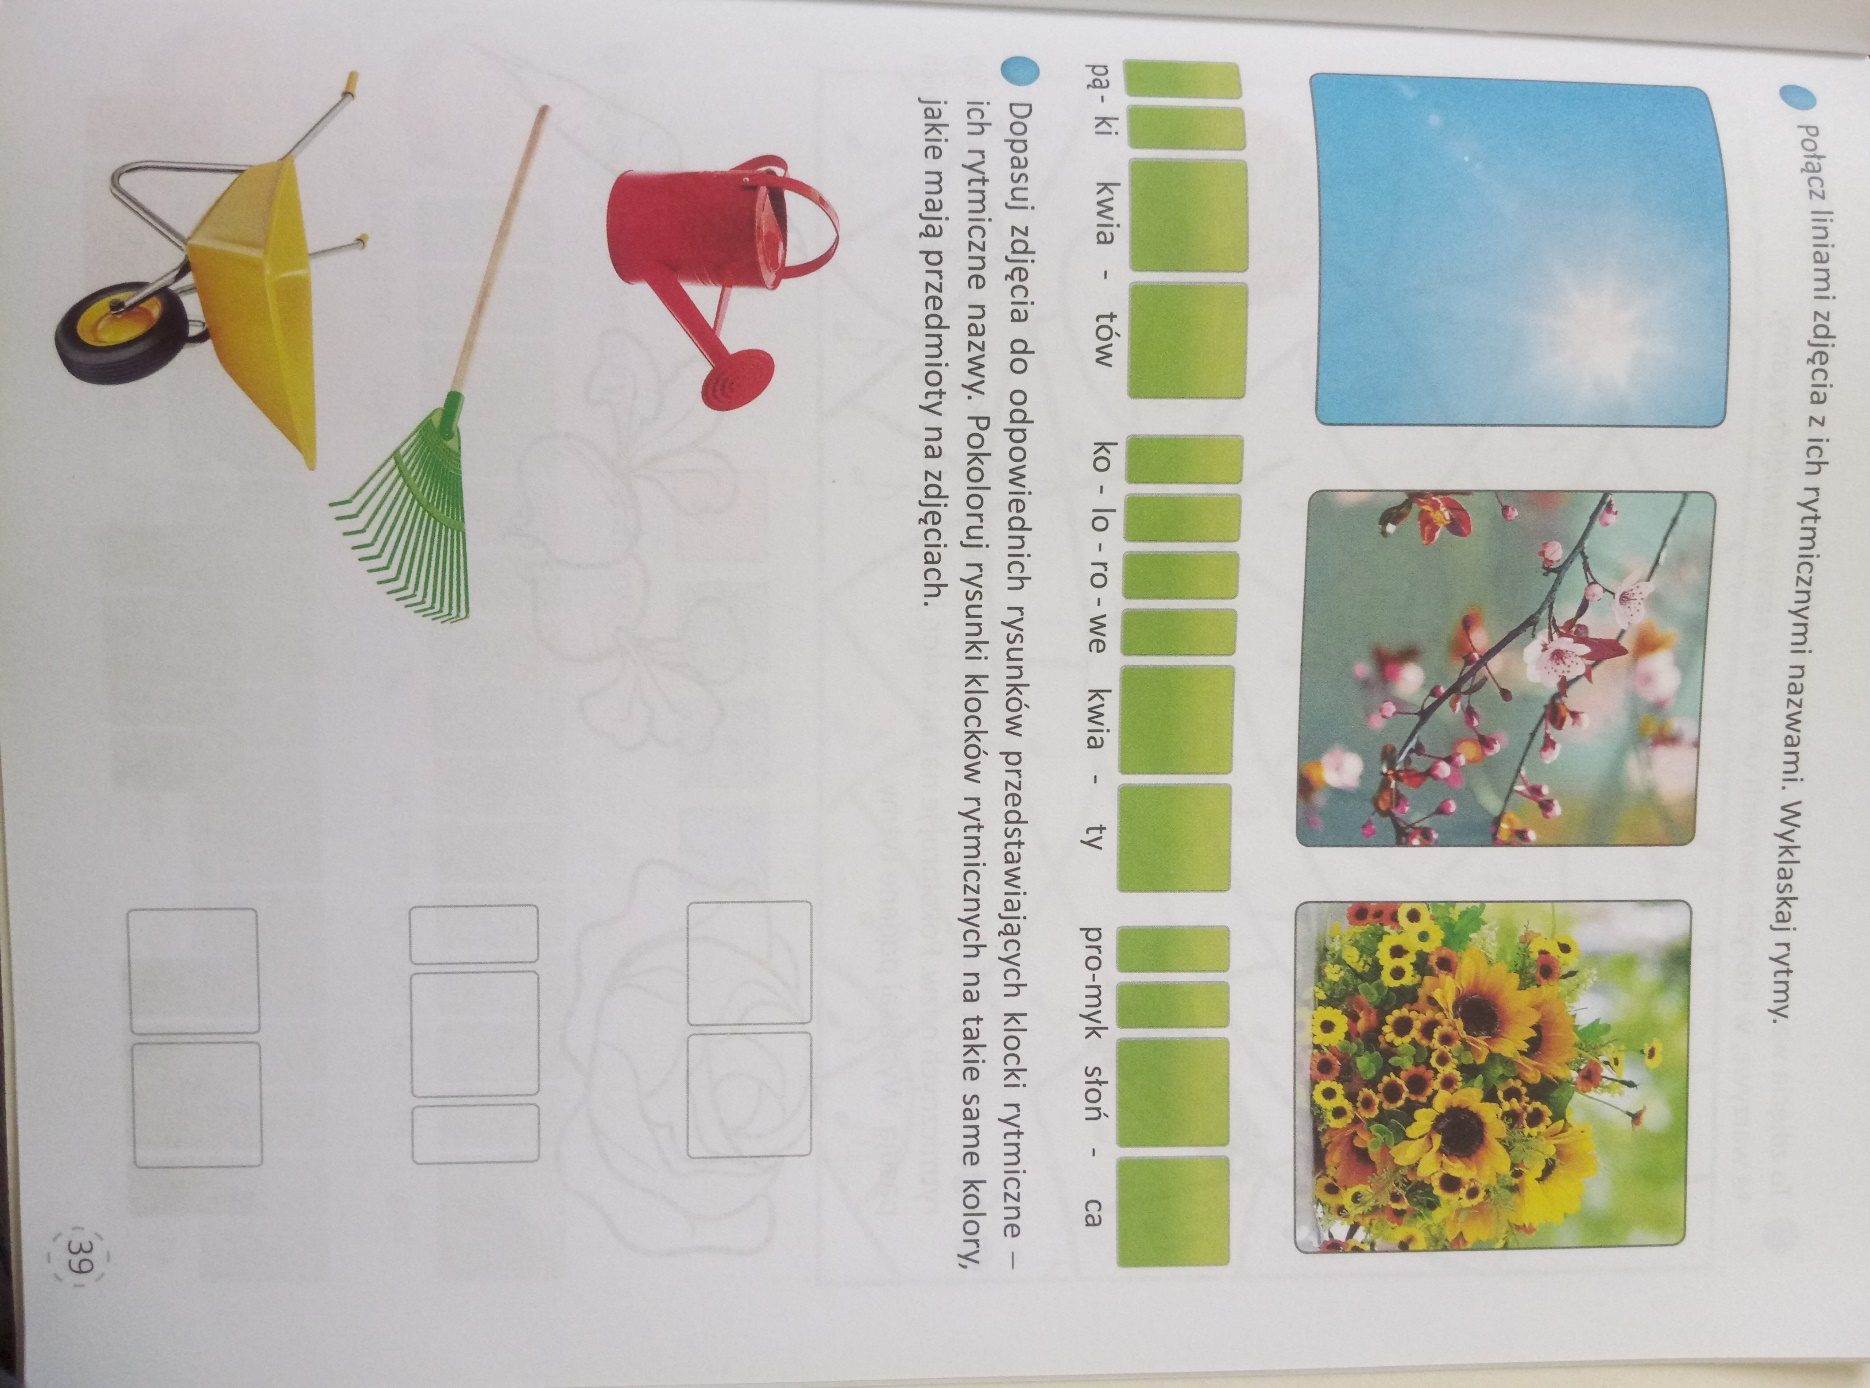 Połącz liniami zdjęcia z ich rytmicznymi nazwami. Wyklaskaj rytmy.
pą - ki kwia - tów ko - lo - ro - we kwia - ty pro-myk słoń - ca
Dopasuj zdjęcia do odpowiednich rysunków przedstawiających klocki rytmiczne –
ich rytmiczne nazwy. Pokoloruj rysunki klocków rytmicznych na takie same kolory,
jakie mają przedmioty na zdjęciach.
39